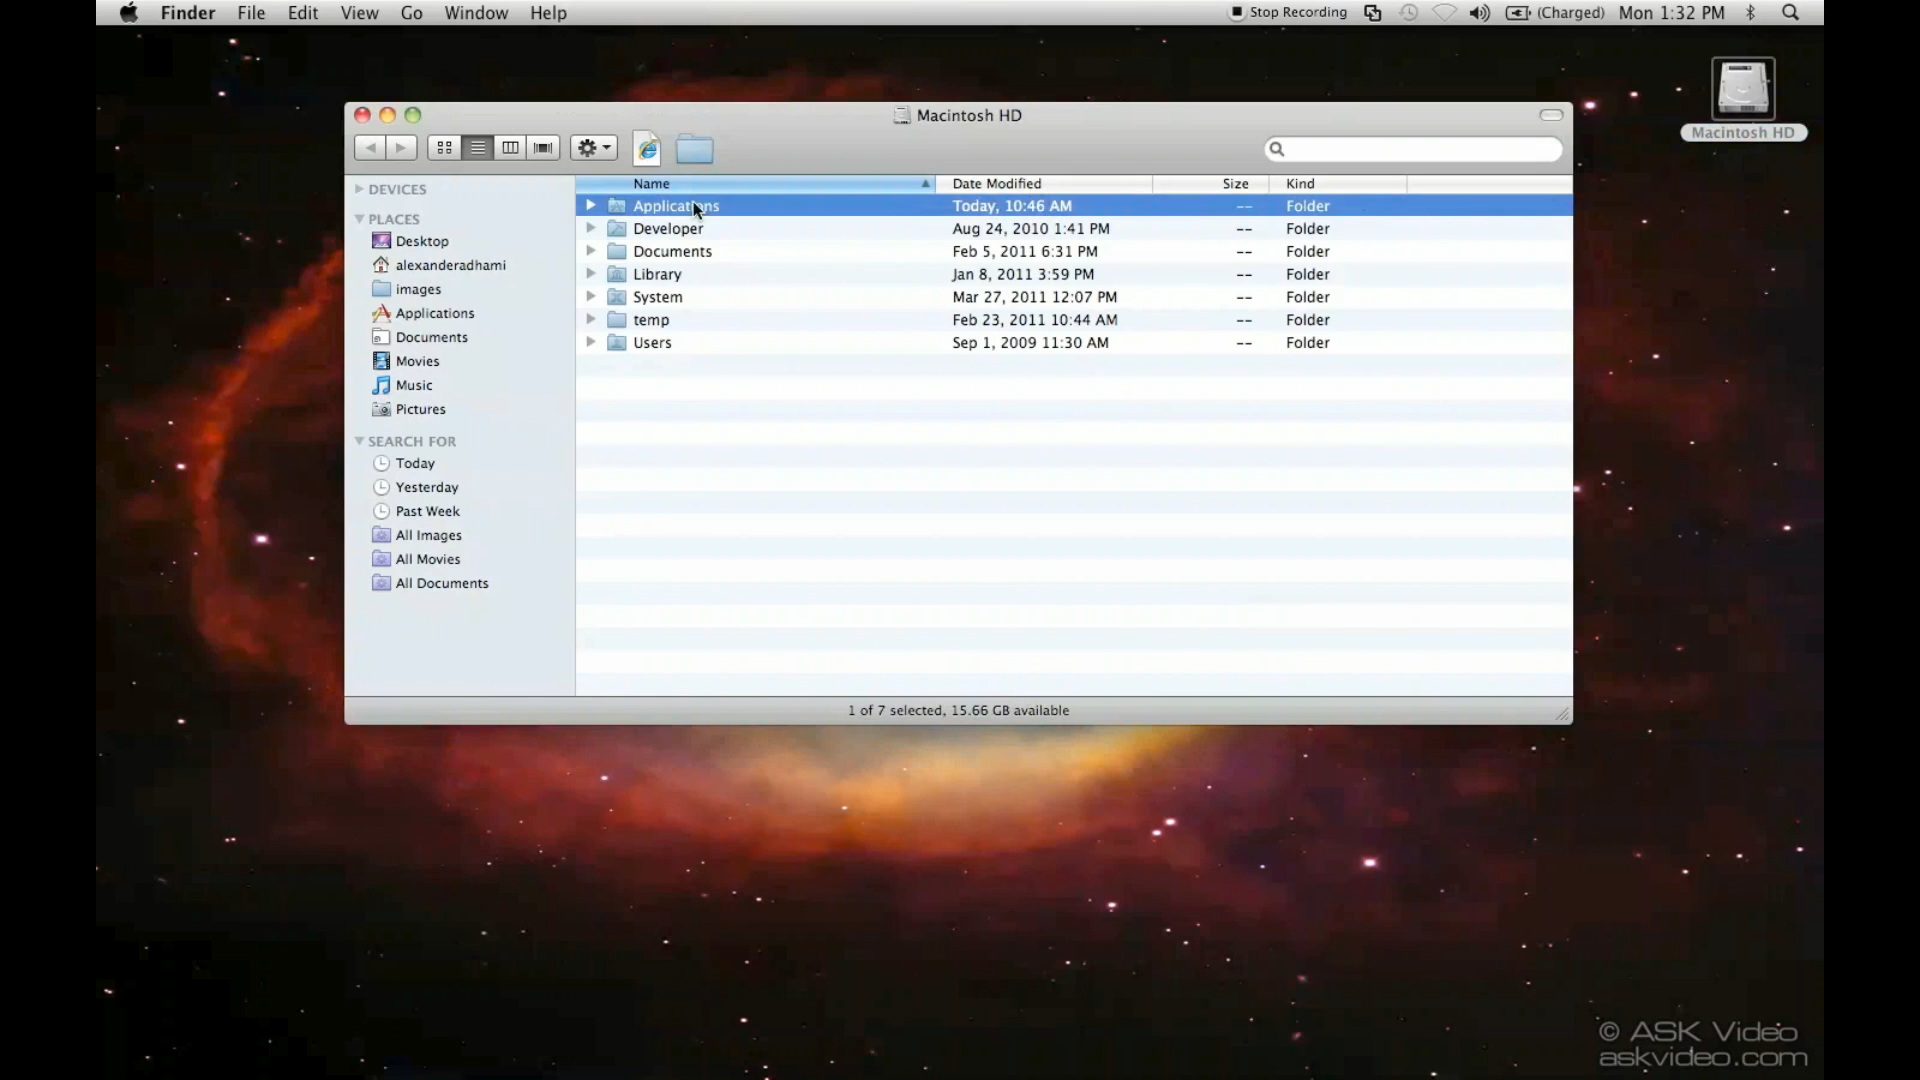 Finder File Edit View Go Window Help Stop Recording (Charged) Mon 1:32 PM
Macintosh HD
Macintosh HD
Name Date Modified Size Kind
DEVICES
PLACES
Desktop
alexanderadhami
images
Applications
Documents
Movies
Music
Pictures
SEARCH FOR
Today
Yesterday
Past Week
All Images
All Movies
All Documents
Applications Today, 10:46 AM -- Folder
Developer Aug 24, 2010 1:41 PM -- Folder
Documents Feb 5, 2011 6:31 PM -- Folder
Library Jan 8, 2011 3:59 PM -- Folder
System Mar 27, 2011 12:07 PM -- Folder
temp Feb 23, 2011 10:44 AM -- Folder
Users Sep 1, 2009 11:30 AM -- Folder
1 of 7 selected, 15.66 GB available
© ASK Video
askvideo.com